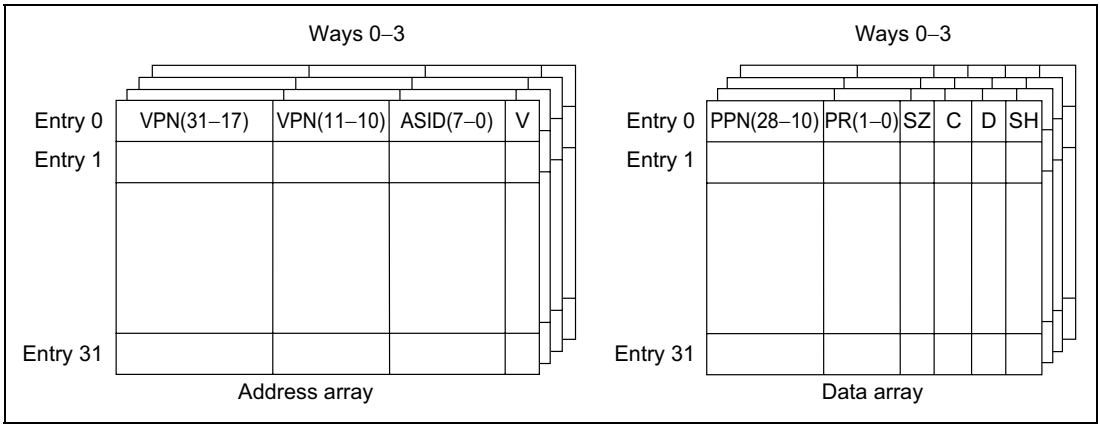 Ways 0–3
Entry 0 VPN(31–17) VPN(11–10) ASID(7–0) V
Entry 1
Entry 31
Address array
Ways 0–3
Entry 0 PPN(28–10) PR(1–0) SZ C D SH
Entry 1
Entry 31
Data array